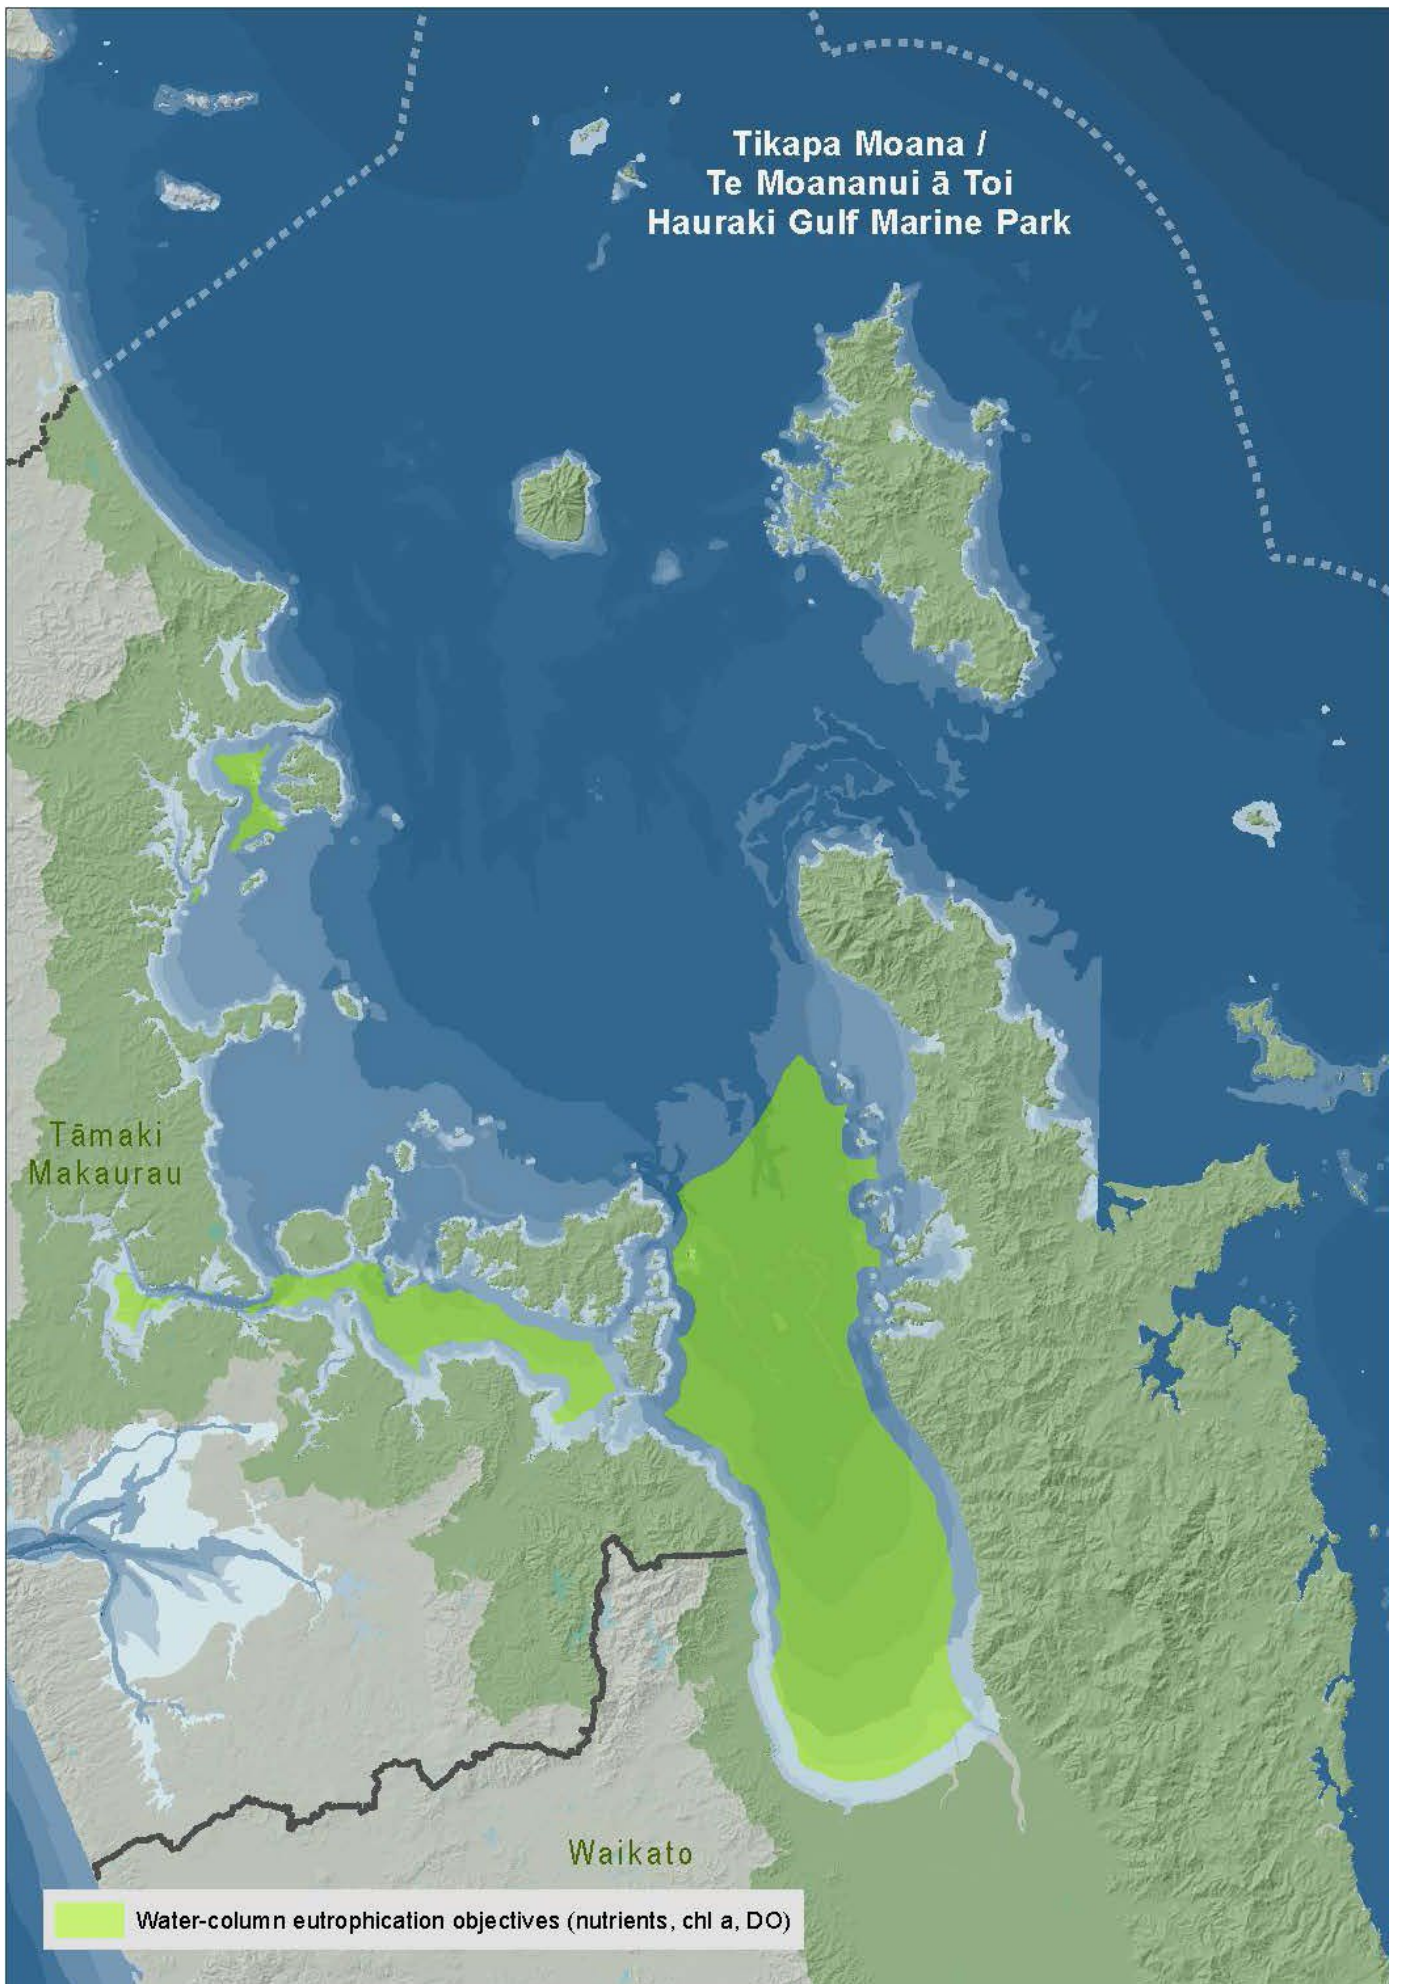 Tikapa Moana /
Te Moananui ā Toi
Hauraki Gulf Marine Park
Tāmaki
Makaurau
Waikato
Water-column eutrophication objectives (nutrients, chl a, DO)